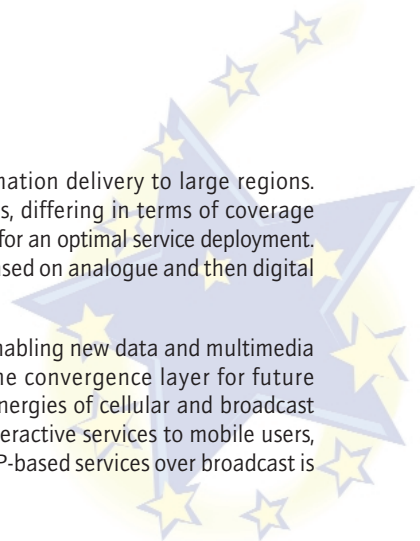 mation delivery to large regions.
s, differing in terms of coverage
for an optimal service deployment.
sed on analogue and then digital
nabling new data and multimedia
he convergence layer for future
nergies of cellular and broadcast
eractive services to mobile users,
P-based services over broadcast is